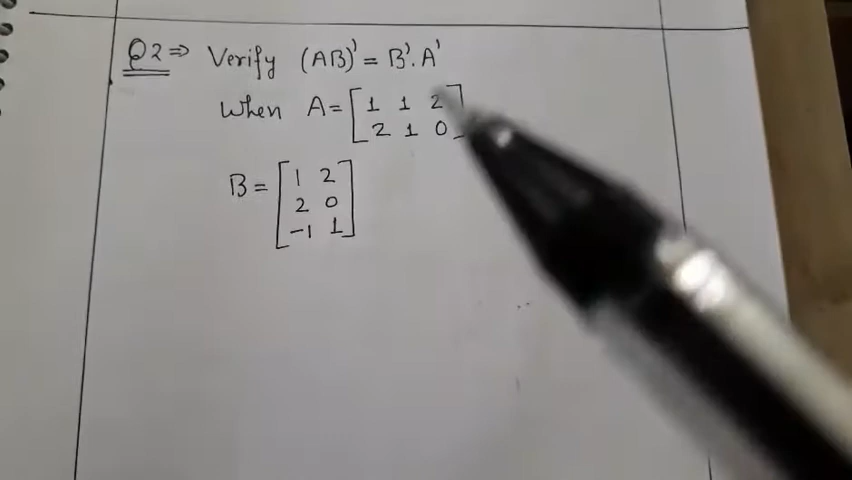 Q2⇒ Verify (AB)' = B'. A'
When A = [1 1 2
2 1 0]
B = [1 2
2 0
-1 1]